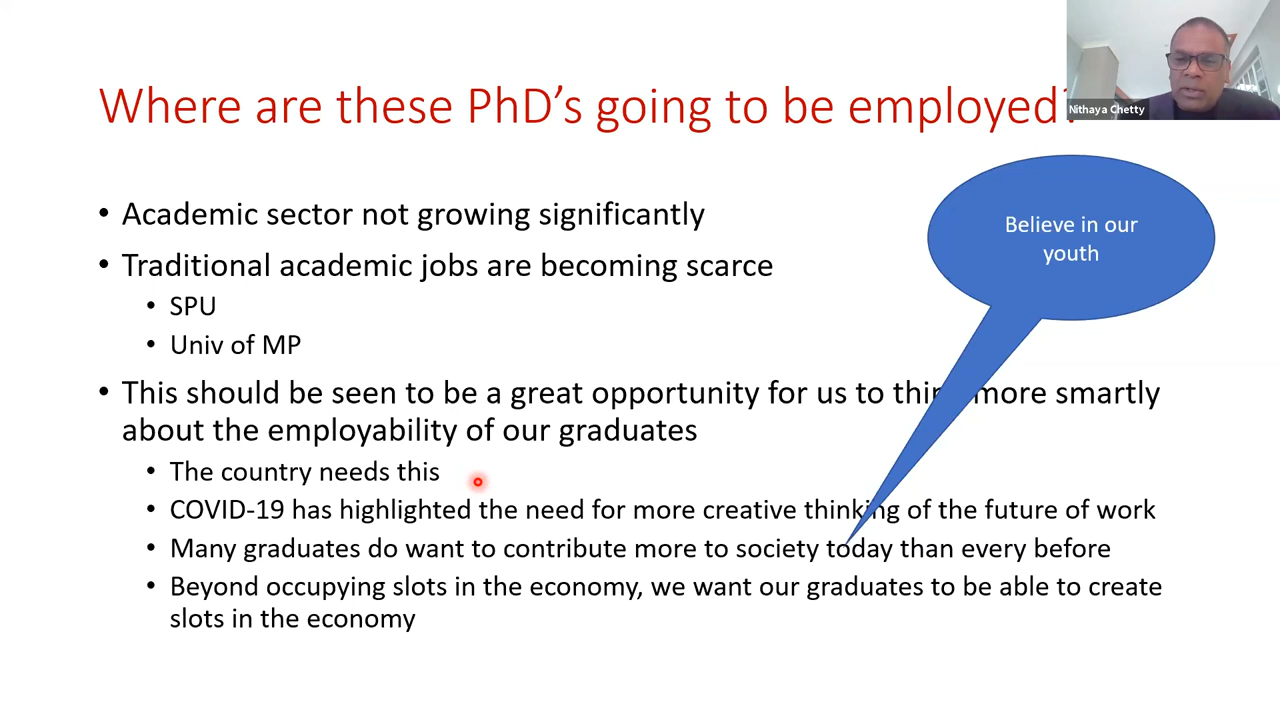 Where are these PhD's going to be employed?
Nithaya Chetty
• Academic sector not growing significantly
• Traditional academic jobs are becoming scarce
• SPU
• Univ of MP
Believe in our
youth
• This should be seen to be a great opportunity for us to think more smartly
about the employability of our graduates
• The country needs this
• COVID-19 has highlighted the need for more creative thinking of the future of work
• Many graduates do want to contribute more to society today than every before
• Beyond occupying slots in the economy, we want our graduates to be able to create
slots in the economy